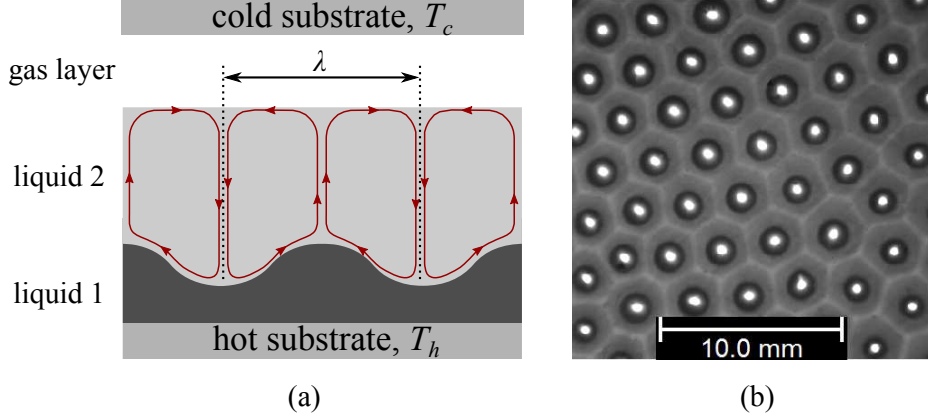 cold substrate, T_c
gas layer
λ
liquid 2
liquid 1
hot substrate, T_h
10.0 mm
(a)
(b)